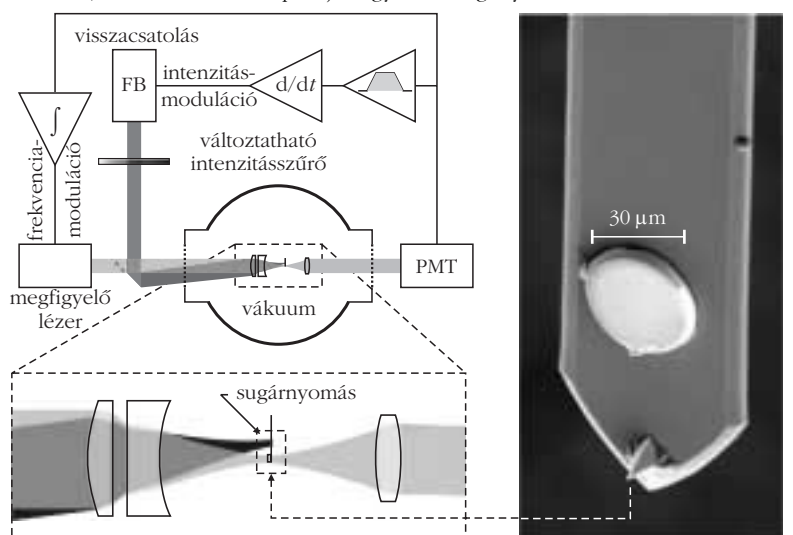 visszacsatolás
FB
intenzitás-
moduláció
d/dt
∫
frekvencia-
moduláció
változtatható
intenzitásszűrő
30 µm
PMT
megfigyelő
lézer
vákuum
sugárnyomás